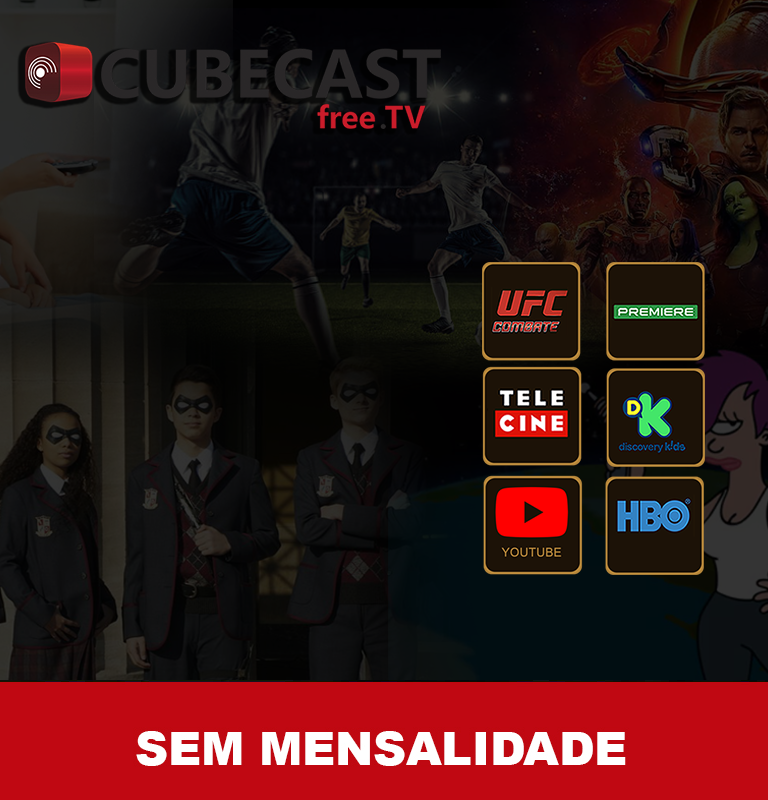 CUBECAST
free.TV
UFC
COMBATE
PREMIERE
TELE
CINE
DK
discovery kids
YOUTUBE
HBO®
SEM MENSALIDADE